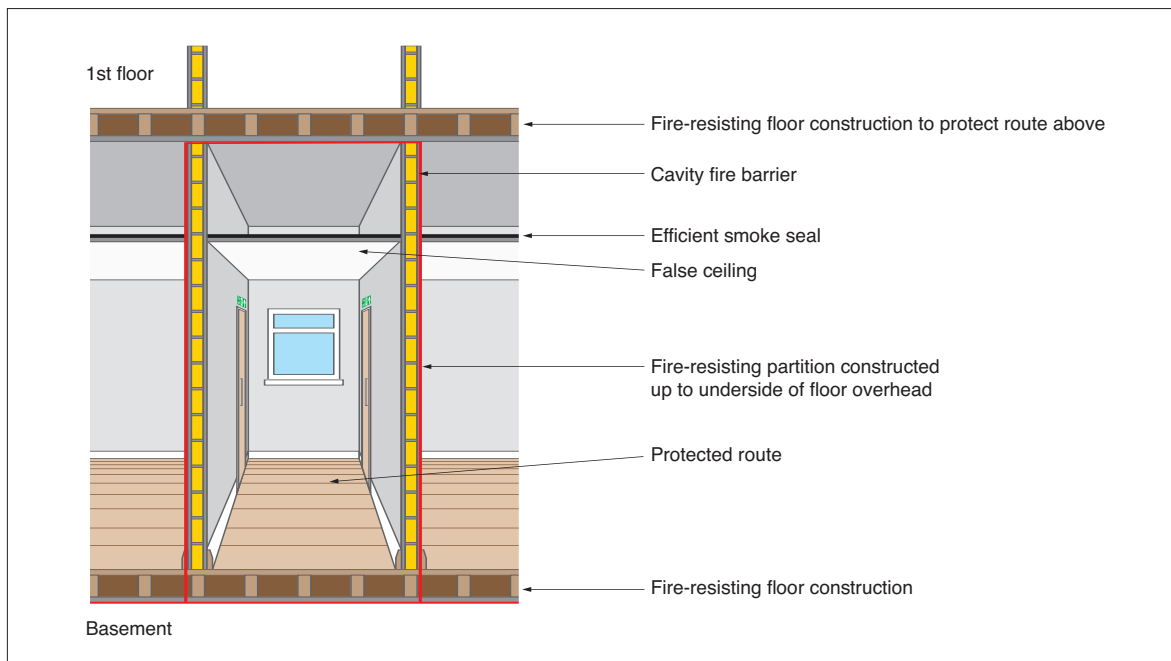 1st floor
Fire-resisting floor construction to protect route above
Cavity fire barrier
Efficient smoke seal
False ceiling
Fire-resisting partition constructed
up to underside of floor overhead
Protected route
Fire-resisting floor construction
Basement